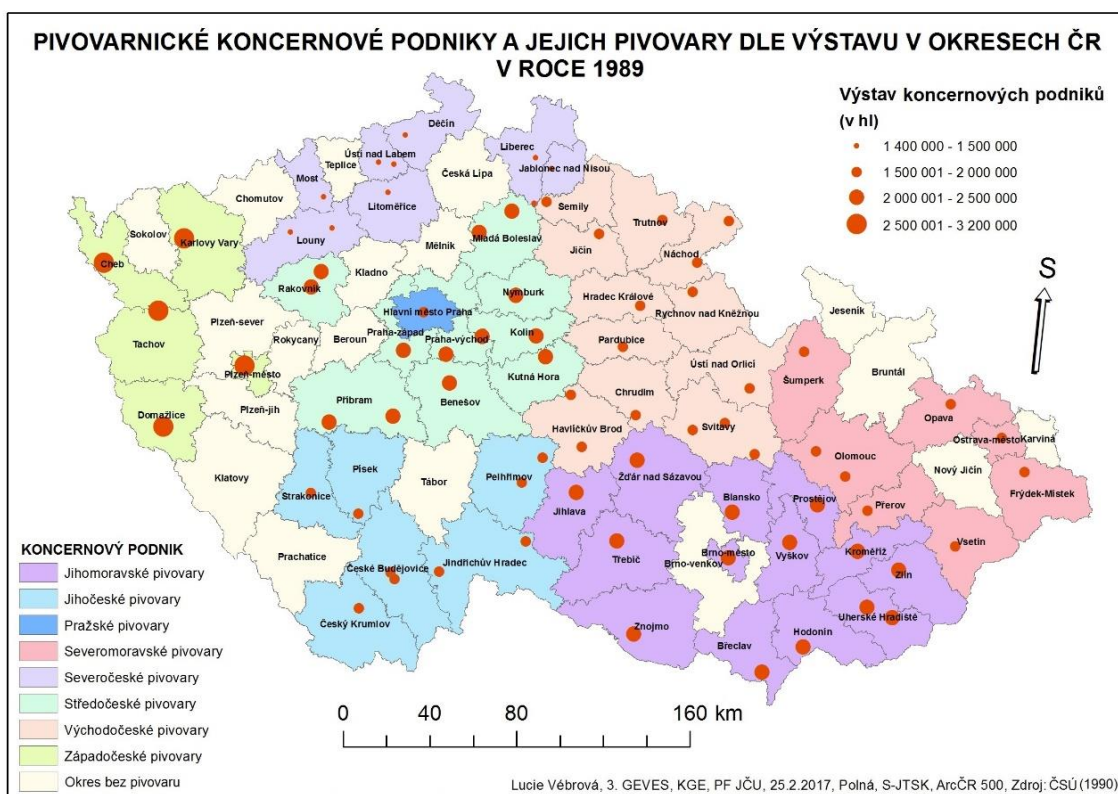 PIVOVARNICKÉ KONCERNOVÉ PODNIKY A JEJICH PIVOVARY DLE VÝSTAVU V OKRESECH ČR
V ROCE 1989
Výstav koncernových podniků
(v hl)
1 400 000 - 1 500 000
1 500 001 - 2 000 000
2 000 001 - 2 500 000
2 500 001 - 3 200 000
S
Děčín
Liberec
Ústí nad Labem
Teplice
Jablonec nad Nisou
Most
Česká Lípa
Chomutov
Litoměřice
Semily
Trutnov
Sokolov
Karlovy Vary
Louny
Mladá Boleslav
Mělník
Jičín
Náchod
Cheb
Kladno
Rakovník
Nymburk
Hradec Králové
Rychnov nad Kněžnou
Jeseník
Hlavní město Praha
Plzeň-sever
Praha-západ
Praha-východ
Kolín
Rokycany
Beroun
Pardubice
Tachov
Bruntál
Ústí nad Orlicí
Šumperk
Plzeň-město
Kutná Hora
Příbram
Benešov
Chrudim
Opava
Plzeň-jih
Domažlice
Havlíčkův Brod
Svitavy
Ostrava-město
Karviná
Olomouc
Písek
Pelhřimov
Klatovy
Tábor
Žďár nad Sázavou
Nový Jičín
Frýdek-Místek
Strakonice
Blansko
Prostějov
Přerov
Jihlava
Prachatice
Třebíč
Vyškov
Kroměříž
Vsetín
Jindřichův Hradec
Brno-město
Brno-venkov
České Budějovice
Zlín
Český Krumlov
Uherské Hradiště
Znojmo
Hodonín
Břeclav
KONCERNOVÝ PODNIK
Jihomoravské pivovary
Jihočeské pivovary
Pražské pivovary
Severomoravské pivovary
Severočeské pivovary
Středočeské pivovary
Východočeské pivovary
Západočeské pivovary
Okres bez pivovaru
0 40 80 160 km
Lucie Vébrová, 3. GEVES, KGE, PF JČU, 25.2.2017, Polná, S-JTSK, ArcČR 500, Zdroj: ČSÚ (1990)